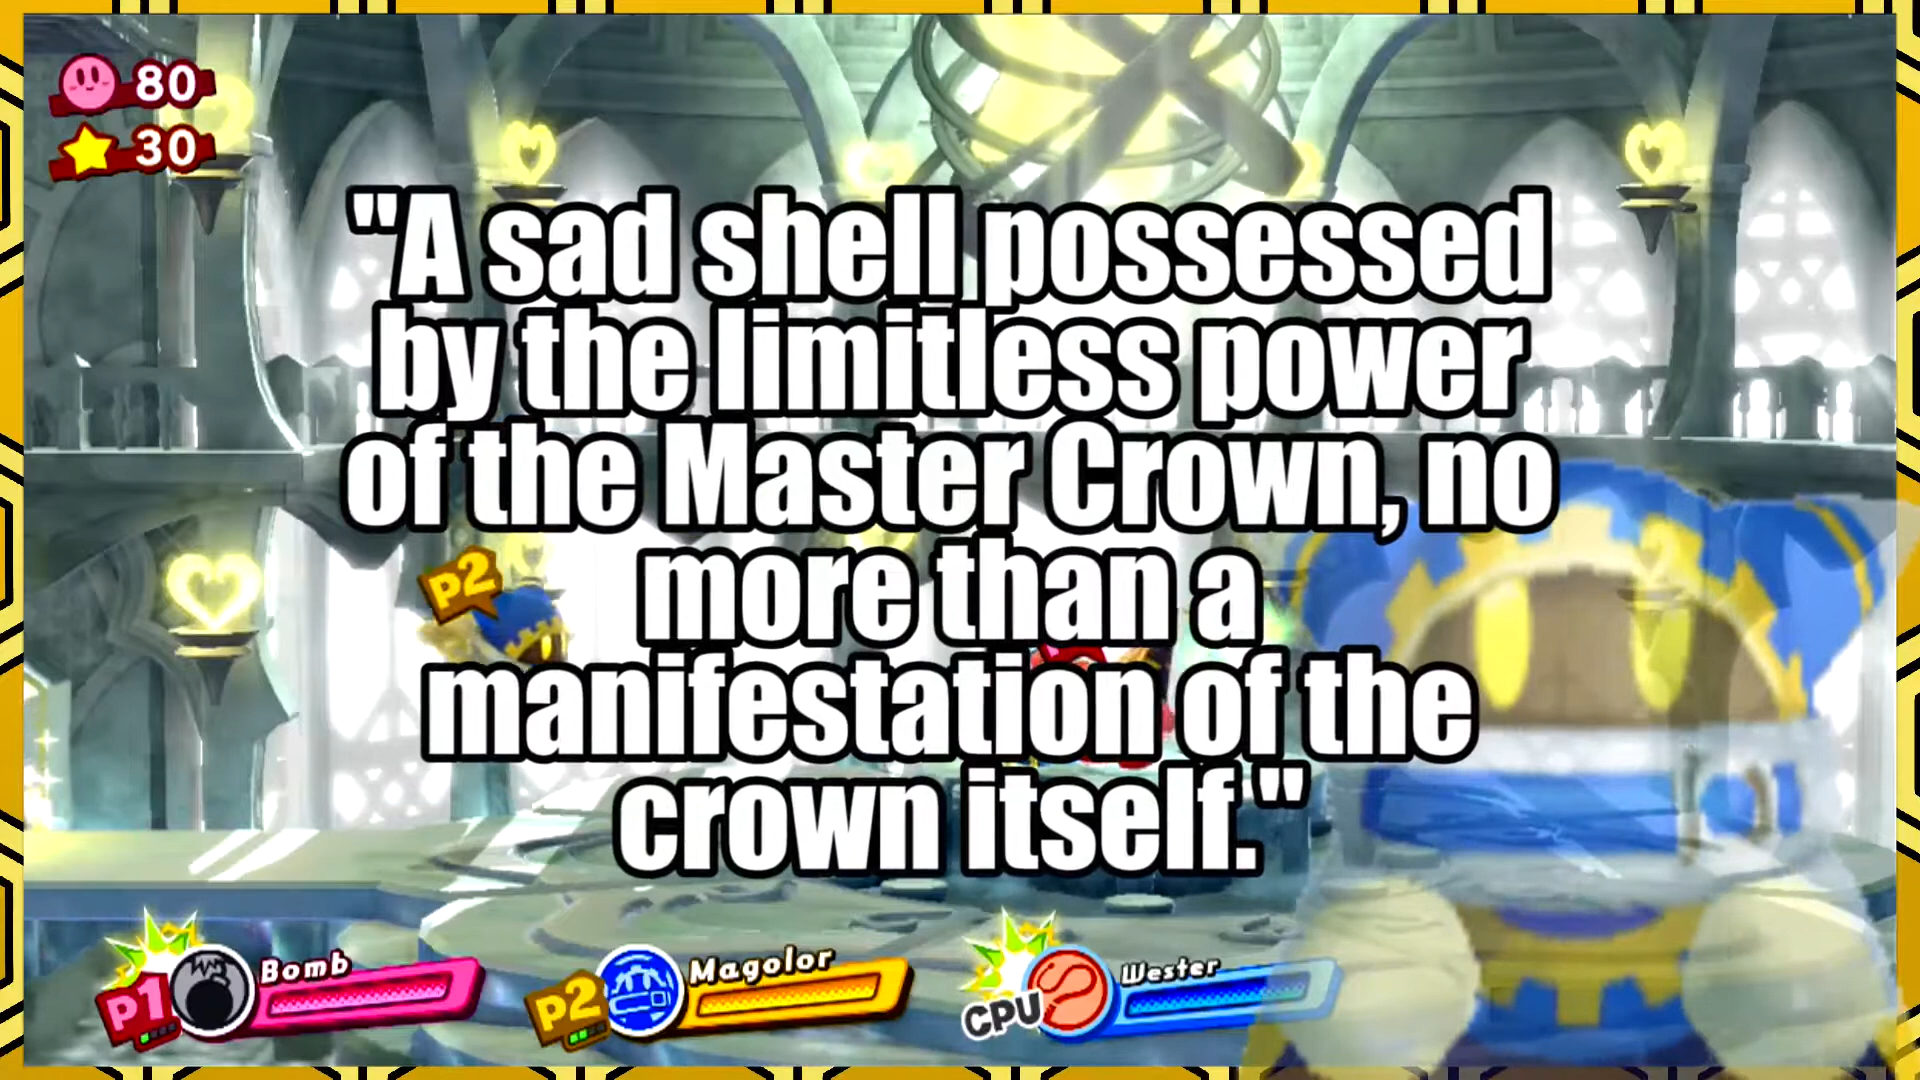 80
30
"A sad shell possessed
by the limitless power
of the Master Crown, no
more than a
manifestation of the
crown itself."
P2
P1
Bomb
P2
Magolor
CPU
Wester